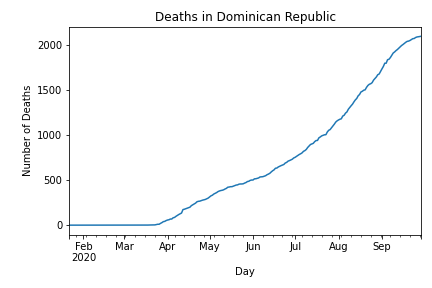 Deaths in Dominican Republic
Number of Deaths
2000
1500
1000
500
0
Feb Mar Apr May Jun Jul Aug Sep
2020
Day